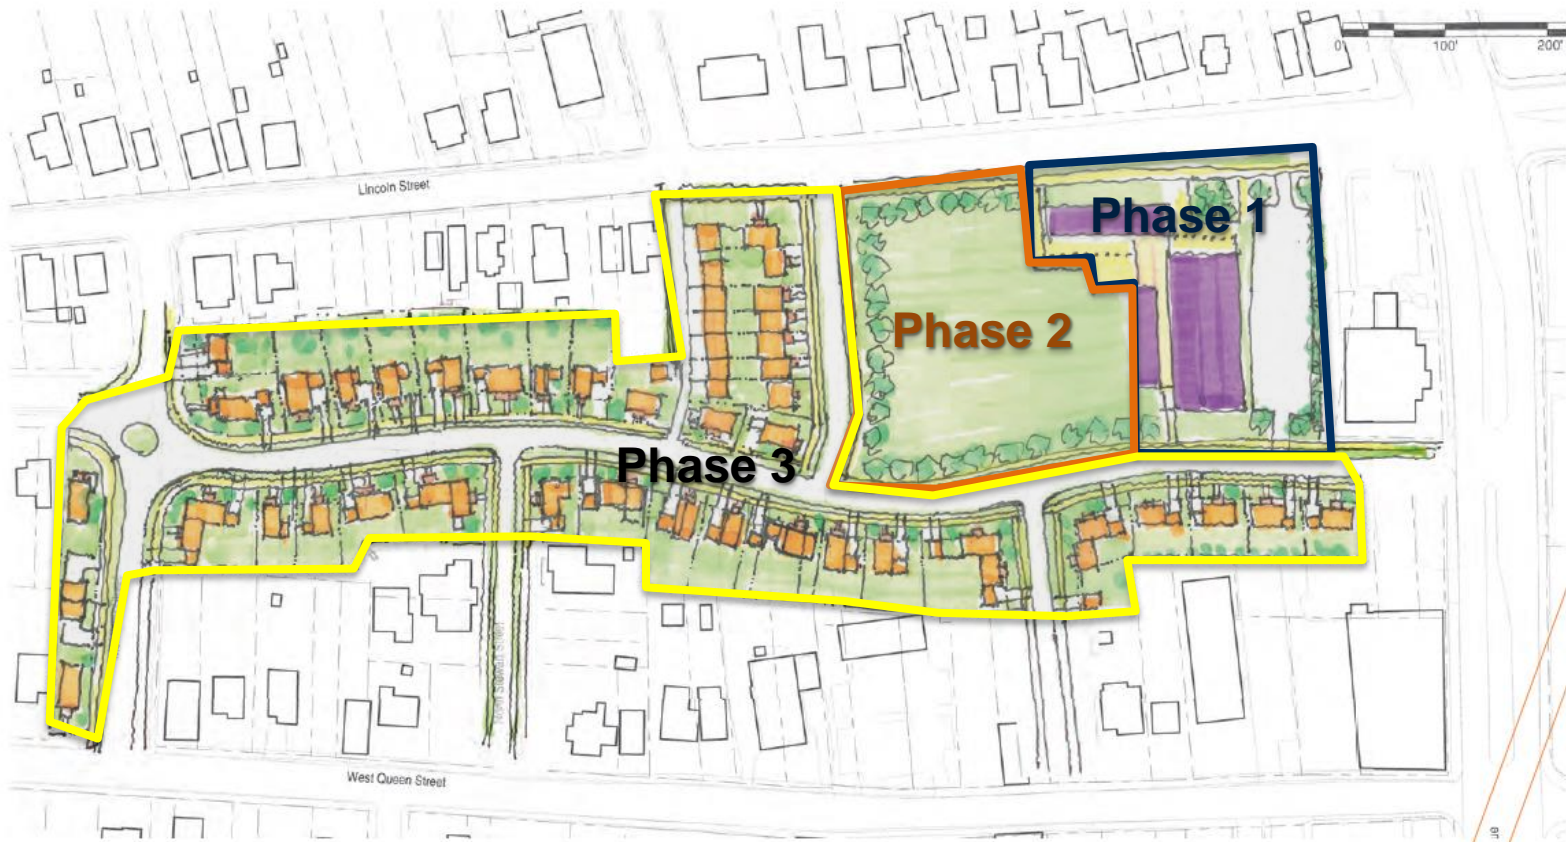 0'
100'
200'
Lincoln Street
Phase 1
Phase 2
Phase 3
West Queen Street